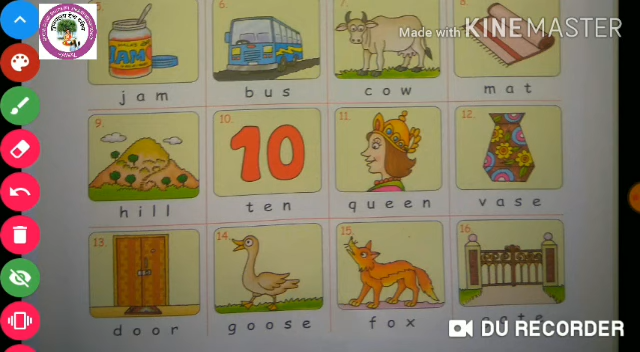 6.
7.
8.
Made with KINEMASTER
JAM
jam bus cow mat
9. 10. 11. 12.
10
hill ten queen vase
13. 14. 15. 16.
door goose fox
DU RECORDER